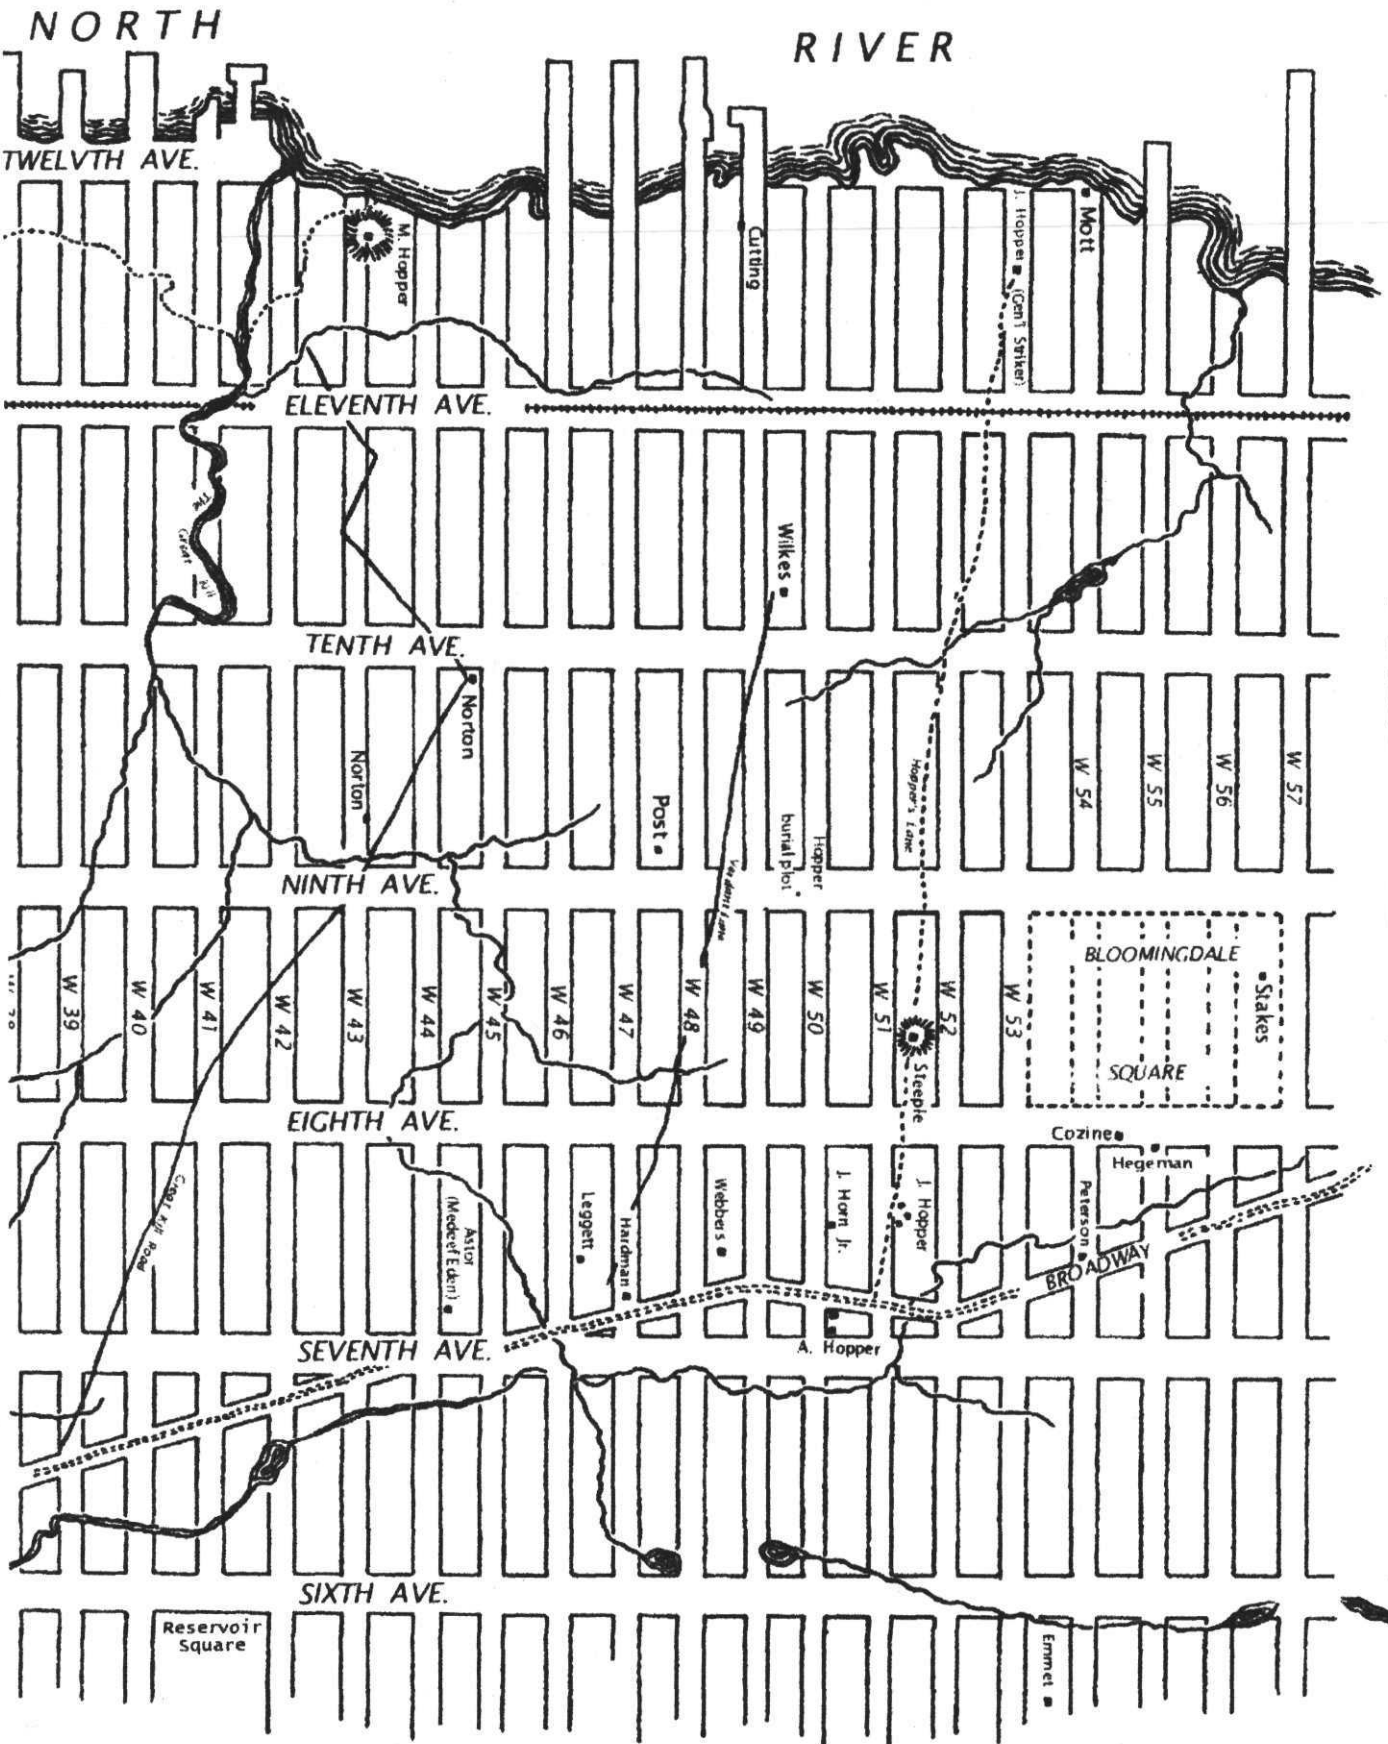 NORTH
RIVER
TWELVTH AVE.
M. Hopper
Cutting
J. Hopper
(Gen'l Striker)
Mott
ELEVENTH AVE.
The Great Kill
Wilkes
TENTH AVE.
Norton
Norton
Post
Hopper
burial plot
Hopper's Lane
W 54
W 55
W 56
W 57
NINTH AVE.
W 39
W 40
W 41
W 42
W 43
W 44
W 45
W 46
W 47
W 48
W 49
W 50
W 51
W 52
W 53
BLOOMINGDALE
SQUARE
Stakes
Steeple
EIGHTH AVE.
Cozine
Hegeman
Great Kill Road
Astor
(Medcef Eden)
Leggett
Hardman
Webbers
J. Horn Jr.
J. Hopper
Peterson
BROADWAY
A. Hopper
SEVENTH AVE.
SIXTH AVE.
Reservoir
Square
Emmet